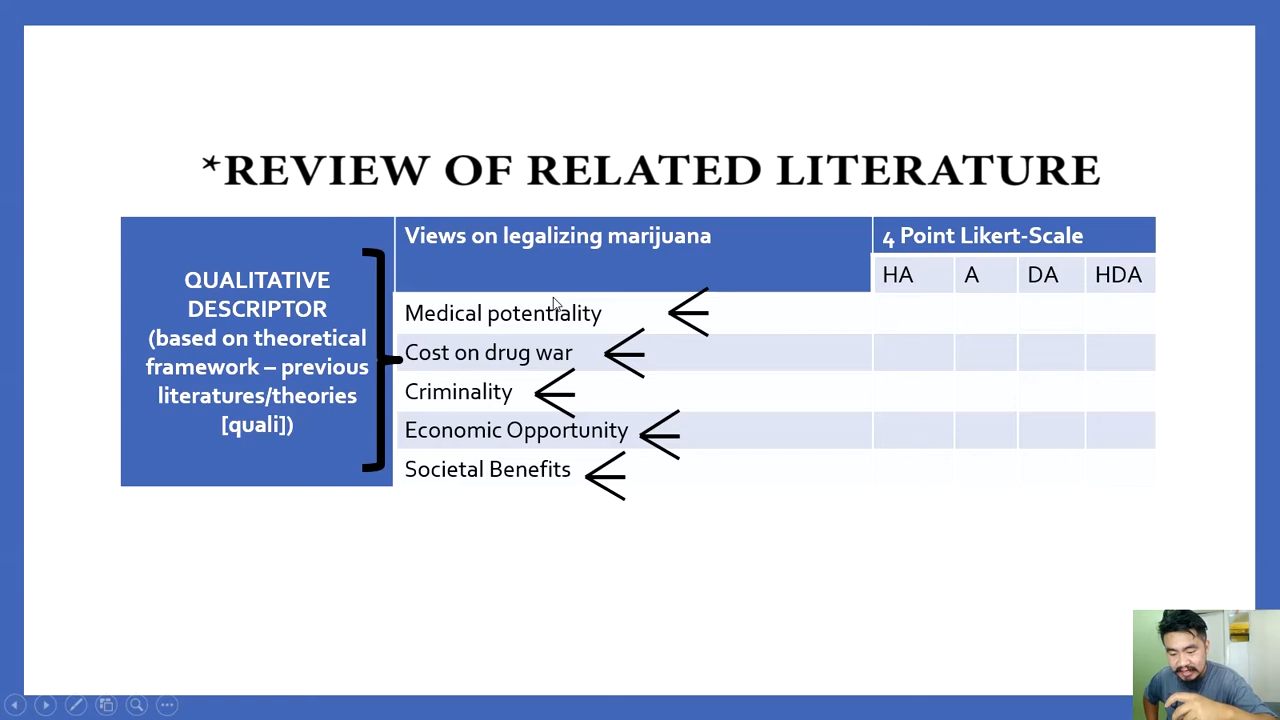 *REVIEW OF RELATED LITERATURE
QUALITATIVE
DESCRIPTOR
(based on theoretical
framework – previous
literatures/theories
[quali])
Views on legalizing marijuana
4 Point Likert-Scale
HA A DA HDA
Medical potentiality
Cost on drug war
Criminality
Economic Opportunity
Societal Benefits